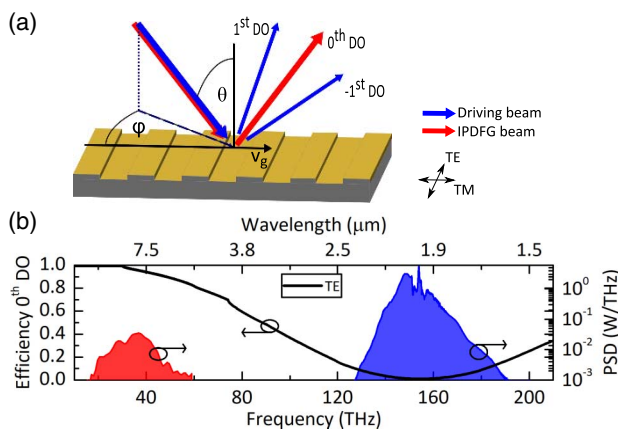 (a)
1st DO
0th DO
-1st DO
θ
φ
vg
Driving beam
IPDFG beam
TE
TM
(b)
Wavelength (μm)
7.5 3.8 2.5 1.9 1.5
Efficiency 0th DO
1.0
0.8
0.6
0.4
0.2
0.0
TE
PSD (W/THz)
10^0
10^-1
10^-2
10^-3
40 80 120 160 200
Frequency (THz)